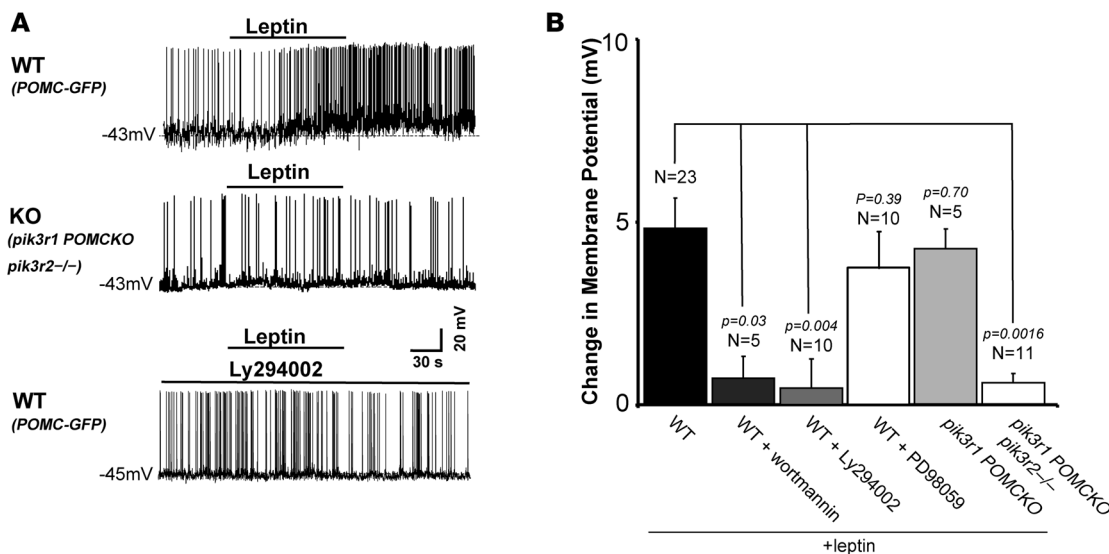 A
Leptin
WT
(POMC-GFP)
-43mV
Leptin
KO
(pik3r1 POMCKO
pik3r2–/–)
-43mV
20 mV
30 s
Leptin
Ly294002
WT
(POMC-GFP)
-45mV
B
Change in Membrane Potential (mV)
10
5
0
N=23
p=0.03
N=5
p=0.004
N=10
P=0.39
N=10
p=0.70
N=5
p=0.0016
N=11
WT
WT + wortmannin
WT + Ly294002
WT + PD98059
pik3r1 POMCKO
pik3r1 POMCKO
pik3r2–/–
+leptin